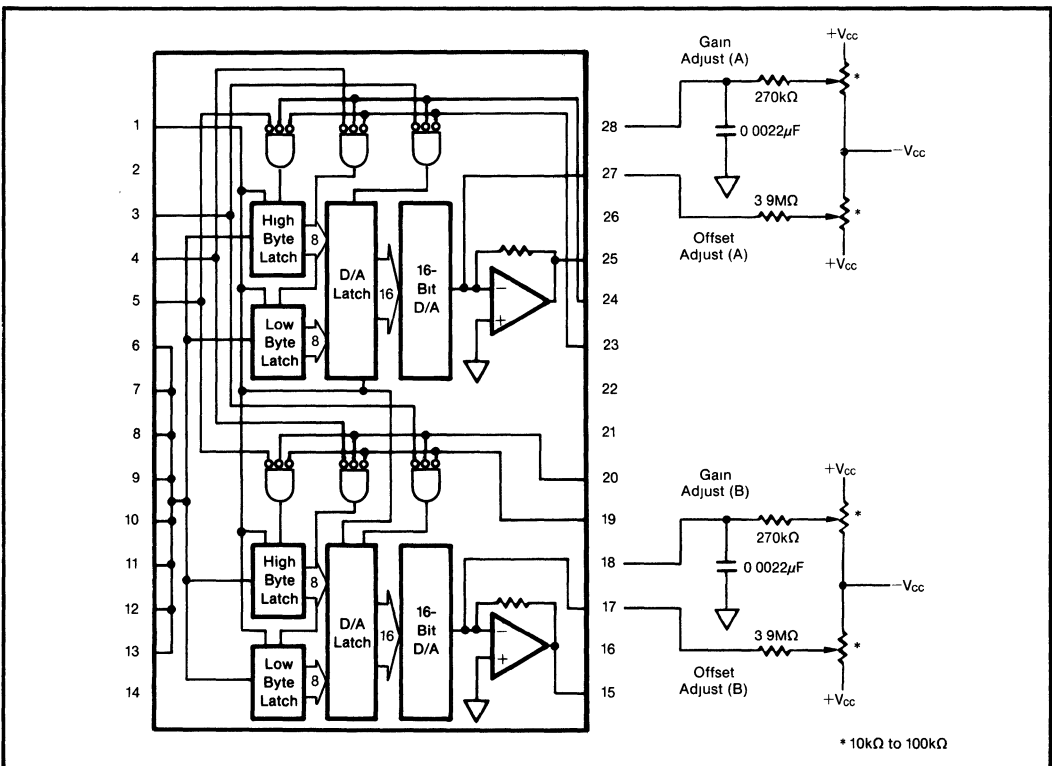 1
2
3
4
5
6
7
8
9
10
11
12
13
14
High
Byte
Latch
8
Low
Byte
Latch
8
D/A
Latch
16
16-
Bit
D/A
−
+
High
Byte
Latch
8
Low
Byte
Latch
8
D/A
Latch
16
16-
Bit
D/A
−
+
28
27
26
25
24
23
22
21
20
19
18
17
16
15
Gain
Adjust (A)
270kΩ
0 0022μF
+Vcc
*
−Vcc
3 9MΩ
*
Offset
Adjust (A)
+Vcc
Gain
Adjust (B)
270kΩ
0 0022μF
+Vcc
*
−Vcc
3 9MΩ
*
Offset
Adjust (B)
+Vcc
* 10kΩ to 100kΩ